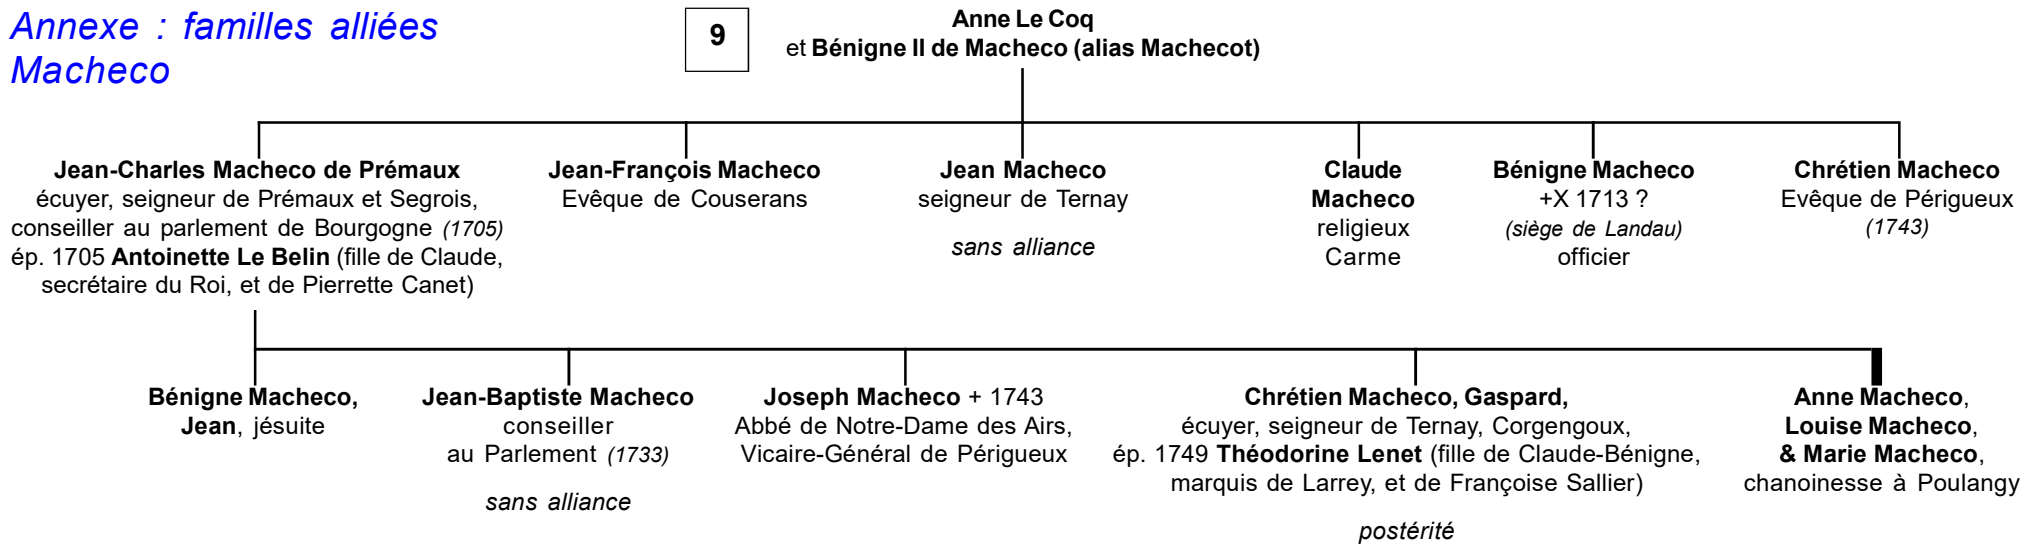 Annexe : familles alliées
Macheco
9
Anne Le Coq
et Bénigne II de Macheco (alias Machecot)
Jean-Charles Macheco de Prémaux
écuyer, seigneur de Prémaux et Segrois,
conseiller au parlement de Bourgogne (1705)
ép. 1705 Antoinette Le Belin (fille de Claude,
secrétaire du Roi, et de Pierrette Canet)
Jean-François Macheco
Evêque de Couserans
Jean Macheco
seigneur de Ternay
sans alliance
Claude
Macheco
religieux
Carme
Bénigne Macheco
+X 1713 ?
(siège de Landau)
officier
Chrétien Macheco
Evêque de Périgueux
(1743)
Bénigne Macheco,
Jean, jésuite
Jean-Baptiste Macheco
conseiller
au Parlement (1733)
sans alliance
Joseph Macheco + 1743
Abbé de Notre-Dame des Airs,
Vicaire-Général de Périgueux
Chrétien Macheco, Gaspard,
écuyer, seigneur de Ternay, Corgengoux,
ép. 1749 Théodorine Lenet (fille de Claude-Bénigne,
marquis de Larrey, et de Françoise Sallier)
postérité
Anne Macheco,
Louise Macheco,
& Marie Macheco,
chanoinesse à Poulangy